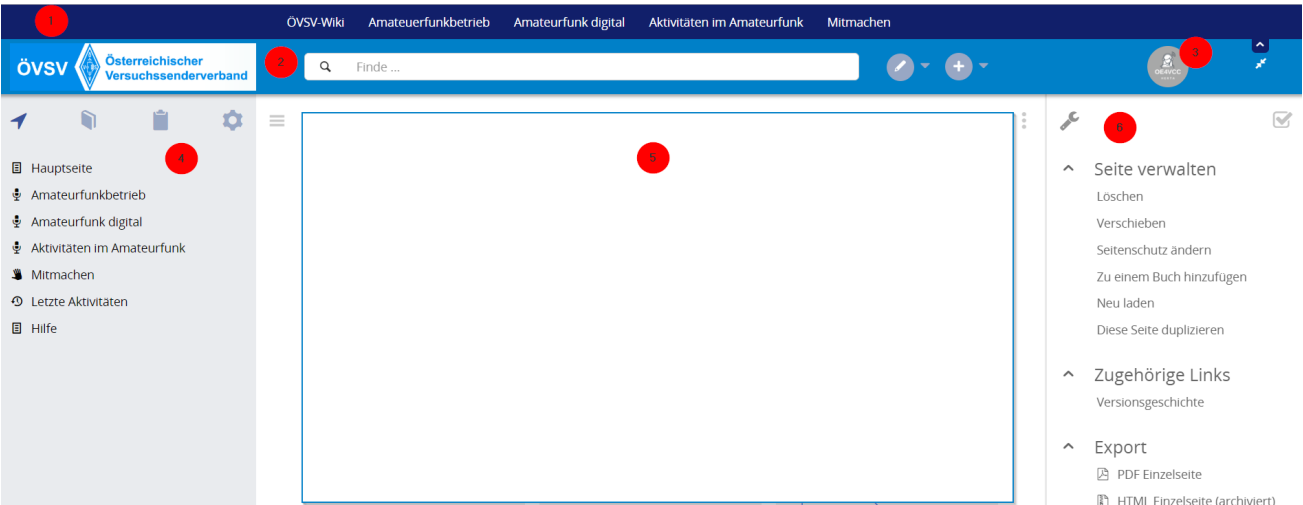 1
ÖVSV-Wiki Amateuerfunkbetrieb Amateurfunk digital Aktivitäten im Amateurfunk Mitmachen
ÖVSV Österreichischer
Versuchssenderverband
2
Finde ...
OE4VCC
3
4
Hauptseite
Amateurfunkbetrieb
Amateurfunk digital
Aktivitäten im Amateurfunk
Mitmachen
Letzte Aktivitäten
Hilfe
5
6
Seite verwalten
Löschen
Verschieben
Seitenschutz ändern
Zu einem Buch hinzufügen
Neu laden
Diese Seite duplizieren
Zugehörige Links
Versionsgeschichte
Export
PDF Einzelseite
HTML Einzelseite (archiviert)